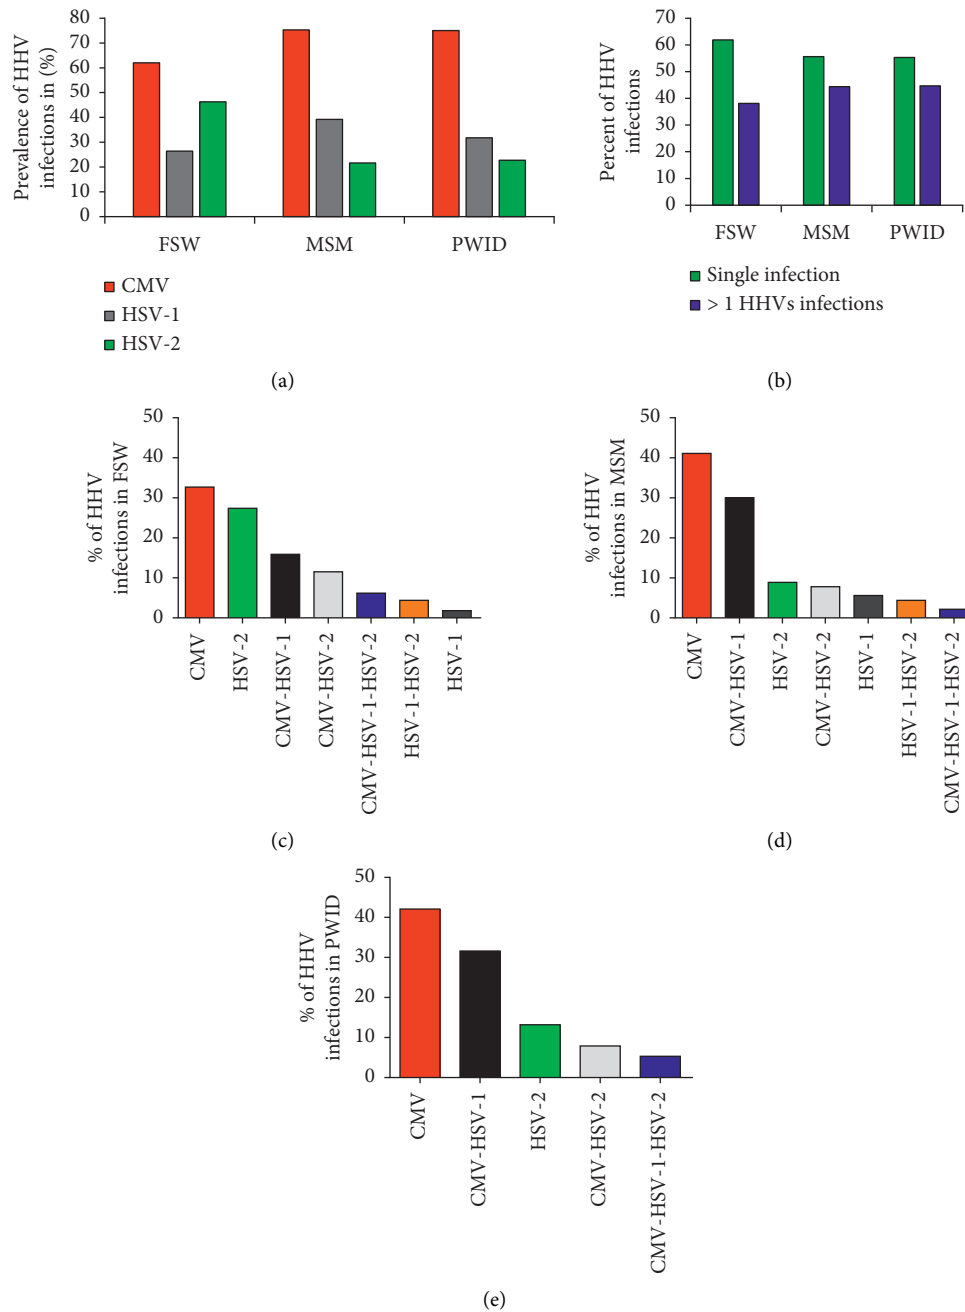 Prevalence of HHV
infections in (%)
80
70
60
50
40
30
20
10
0
FSW MSM PWID
CMV
HSV-1
HSV-2
(a)
Percent of HHV
infections
70
60
50
40
30
20
10
0
FSW MSM PWID
Single infection
> 1 HHVs infections
(b)
% of HHV
infections in FSW
50
40
30
20
10
0
CMV
HSV-2
CMV-HSV-1
CMV-HSV-2
CMV-HSV-1-HSV-2
HSV-1-HSV-2
HSV-1
(c)
% of HHV
infections in MSM
50
40
30
20
10
0
CMV
CMV-HSV-1
HSV-2
CMV-HSV-2
HSV-1
HSV-1-HSV-2
CMV-HSV-1-HSV-2
(d)
% of HHV
infections in PWID
50
40
30
20
10
0
CMV
CMV-HSV-1
HSV-2
CMV-HSV-2
CMV-HSV-1-HSV-2
(e)